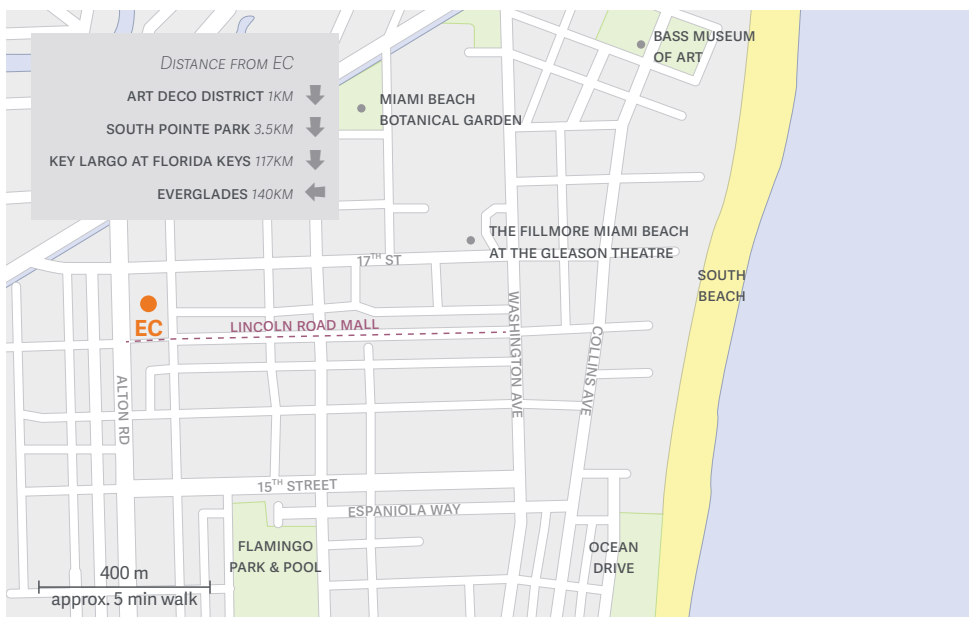 DISTANCE FROM EC
ART DECO DISTRICT 1KM
SOUTH POINTE PARK 3.5KM
KEY LARGO AT FLORIDA KEYS 117KM
EVERGLADES 140KM
BASS MUSEUM
OF ART
MIAMI BEACH
BOTANICAL GARDEN
THE FILLMORE MIAMI BEACH
AT THE GLEASON THEATRE
17TH ST
SOUTH
BEACH
EC
LINCOLN ROAD MALL
WASHINGTON AVE
COLLINS AVE
ALTON RD
15TH STREET
ESPANIOLA WAY
FLAMINGO
PARK & POOL
OCEAN
DRIVE
400 m
approx. 5 min walk